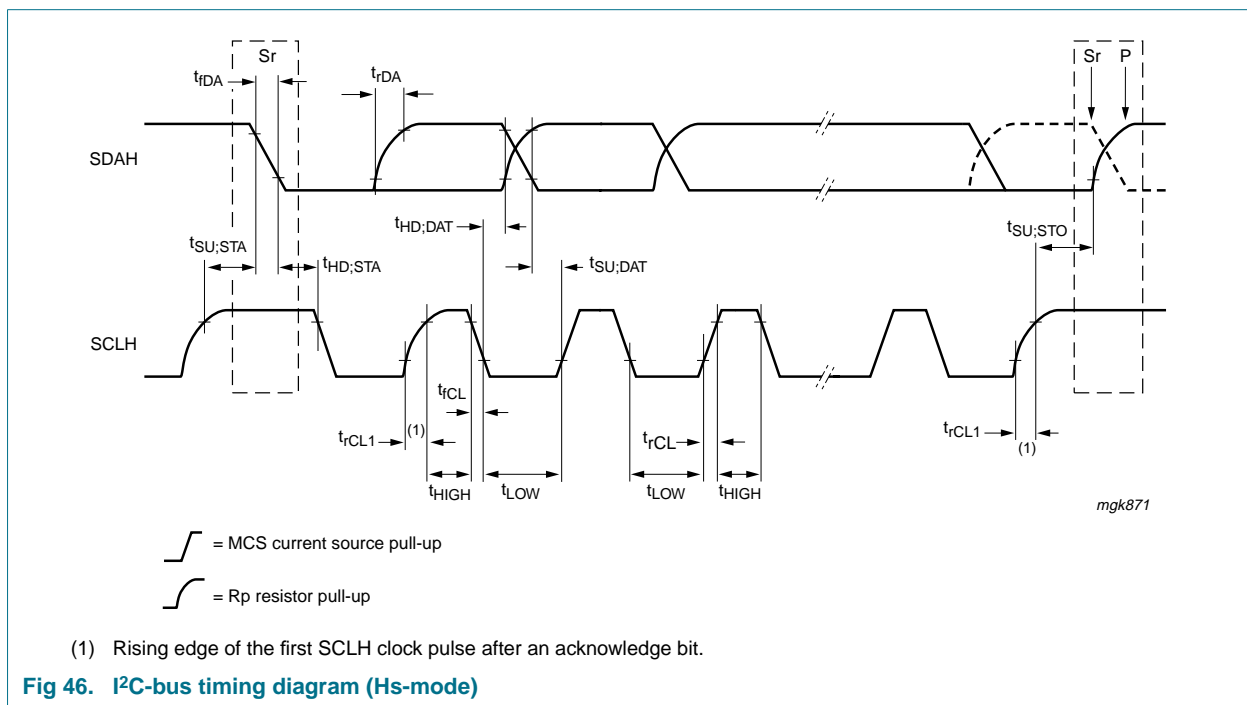 Sr
Sr P
tfDA
trDA
SDAH
tHD;DAT
tSU;STO
tSU;STA
tHD;STA
tSU;DAT
SCLH
tfCL
trCL1
(1)
trCL
trCL1
(1)
tHIGH
tLOW
tLOW
tHIGH
mgk871
= MCS current source pull-up
= Rp resistor pull-up
(1) Rising edge of the first SCLH clock pulse after an acknowledge bit.
Fig 46. I²C-bus timing diagram (Hs-mode)